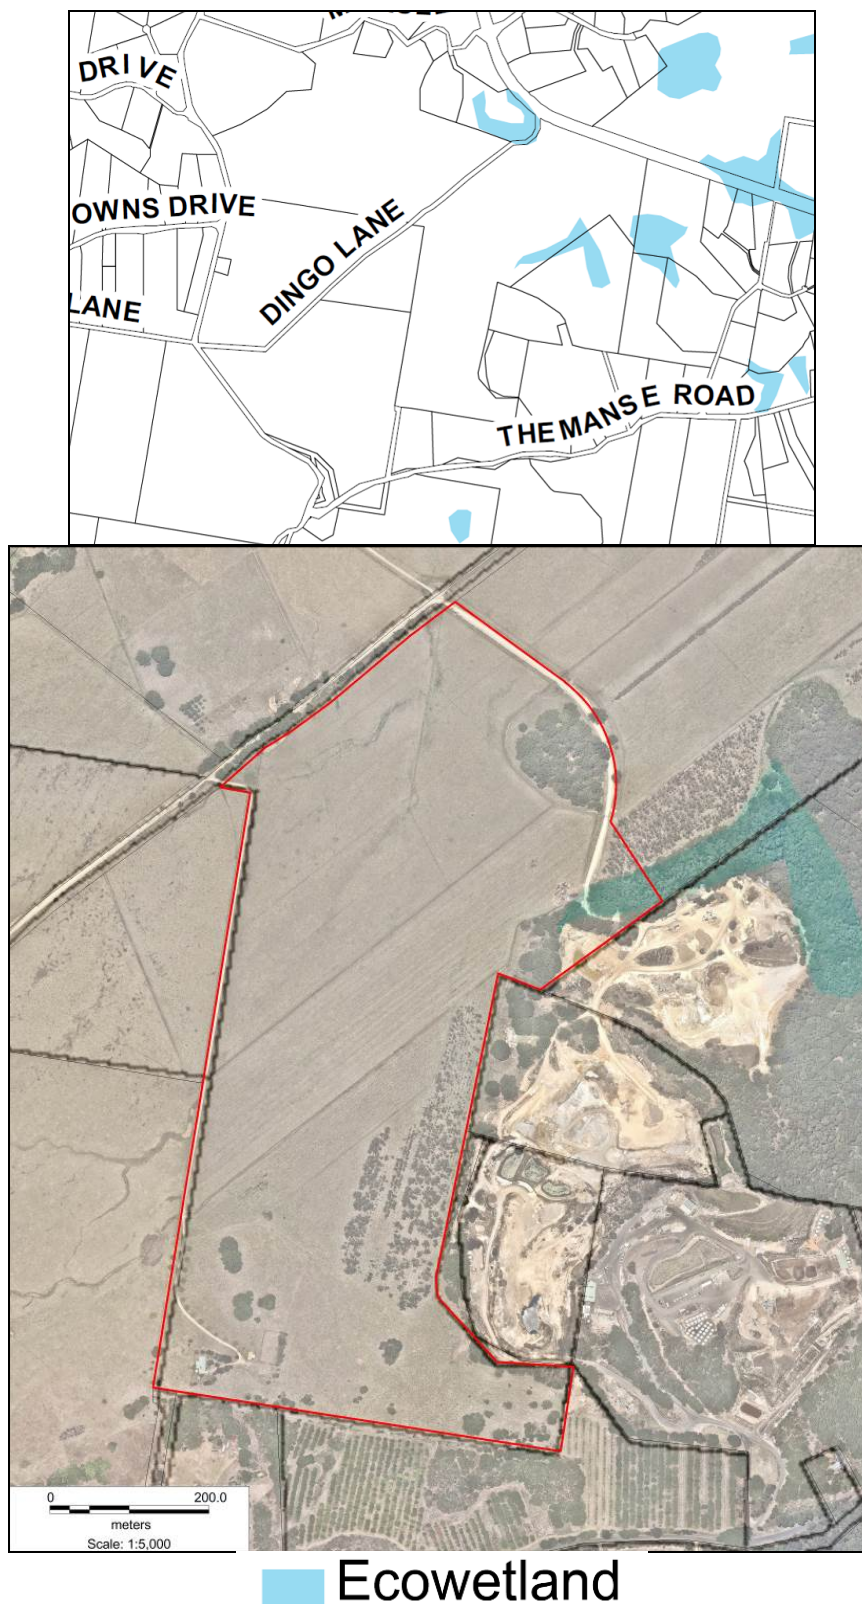 DRIVE
OWNS DRIVE
DINGO LANE
LANE
THE MANSE ROAD
0 200.0
meters
Scale: 1:5,000
Ecowetland